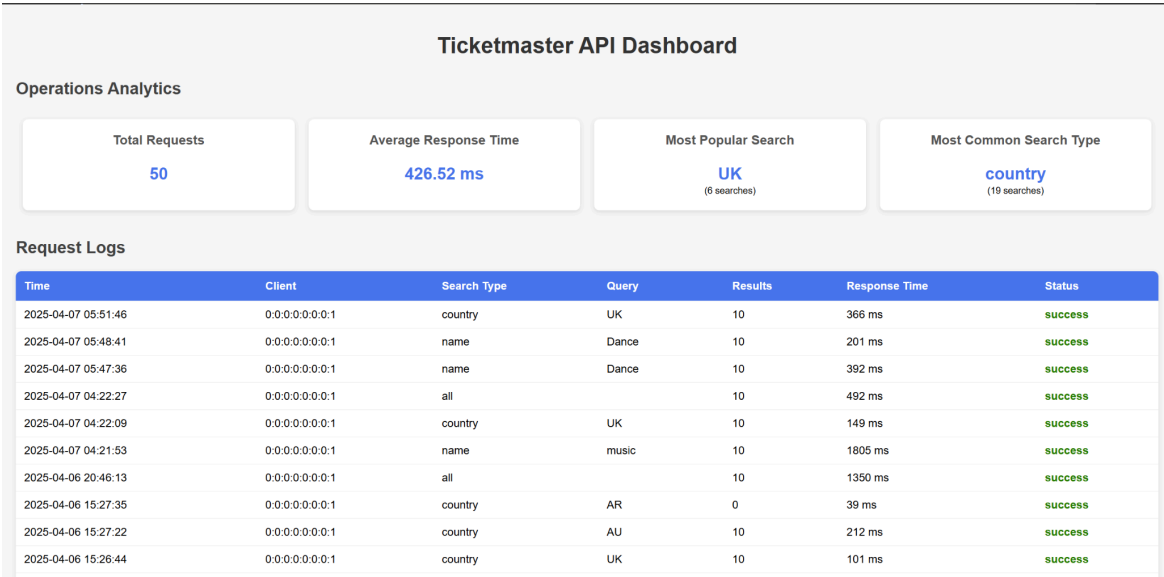 Ticketmaster API Dashboard
Operations Analytics
Total Requests Average Response Time Most Popular Search Most Common Search Type
50 426.52 ms UK country
(6 searches) (19 searches)
Request Logs
Time Client Search Type Query Results Response Time Status
2025-04-07 05:51:46 0:0:0:0:0:0:0:1 country UK 10 366 ms success
2025-04-07 05:48:41 0:0:0:0:0:0:0:1 name Dance 10 201 ms success
2025-04-07 05:47:36 0:0:0:0:0:0:0:1 name Dance 10 392 ms success
2025-04-07 04:22:27 0:0:0:0:0:0:0:1 all 10 492 ms success
2025-04-07 04:22:09 0:0:0:0:0:0:0:1 country UK 10 149 ms success
2025-04-07 04:21:53 0:0:0:0:0:0:0:1 name music 10 1805 ms success
2025-04-06 20:46:13 0:0:0:0:0:0:0:1 all 10 1350 ms success
2025-04-06 15:27:35 0:0:0:0:0:0:0:1 country AR 0 39 ms success
2025-04-06 15:27:22 0:0:0:0:0:0:0:1 country AU 10 212 ms success
2025-04-06 15:26:44 0:0:0:0:0:0:0:1 country UK 10 101 ms success